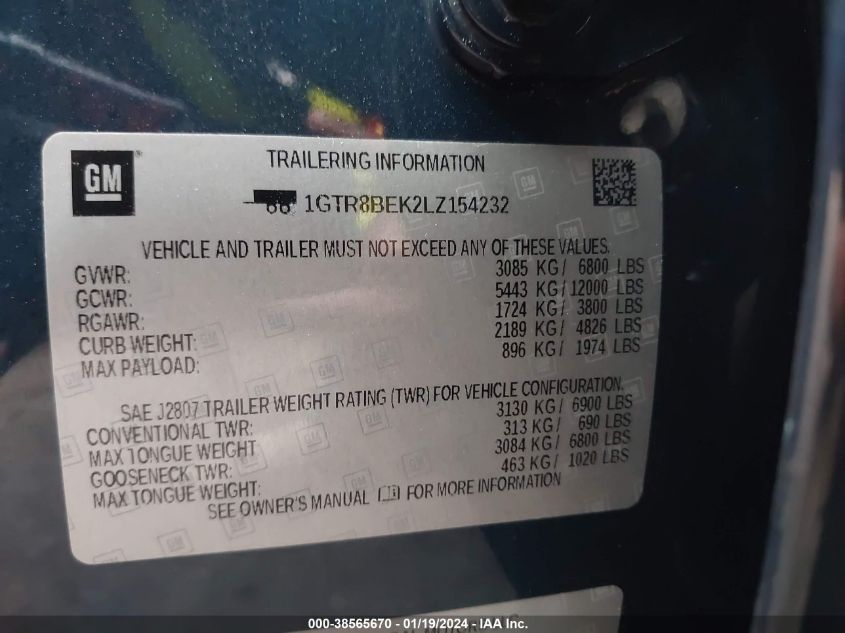 GM
TRAILERING INFORMATION
66 1GTR8BEK2LZ154232
VEHICLE AND TRAILER MUST NOT EXCEED ANY OF THESE VALUES.
GVWR: 3085 KG/ 6800 LBS
GCWR: 5443 KG/12000 LBS
RGAWR: 1724 KG/ 3800 LBS
CURB WEIGHT: 2189 KG/ 4826 LBS
MAX PAYLOAD: 896 KG/ 1974 LBS
SAE J2807 TRAILER WEIGHT RATING (TWR) FOR VEHICLE CONFIGURATION.
CONVENTIONAL TWR: 3130 KG/ 6900 LBS
MAX TONGUE WEIGHT 313 KG/ 690 LBS
GOOSENECK TWR: 3084 KG/ 6800 LBS
MAX TONGUE WEIGHT: 463 KG/ 1020 LBS
SEE OWNER'S MANUAL FOR MORE INFORMATION
000-38565670 - 01/19/2024 - IAA Inc.